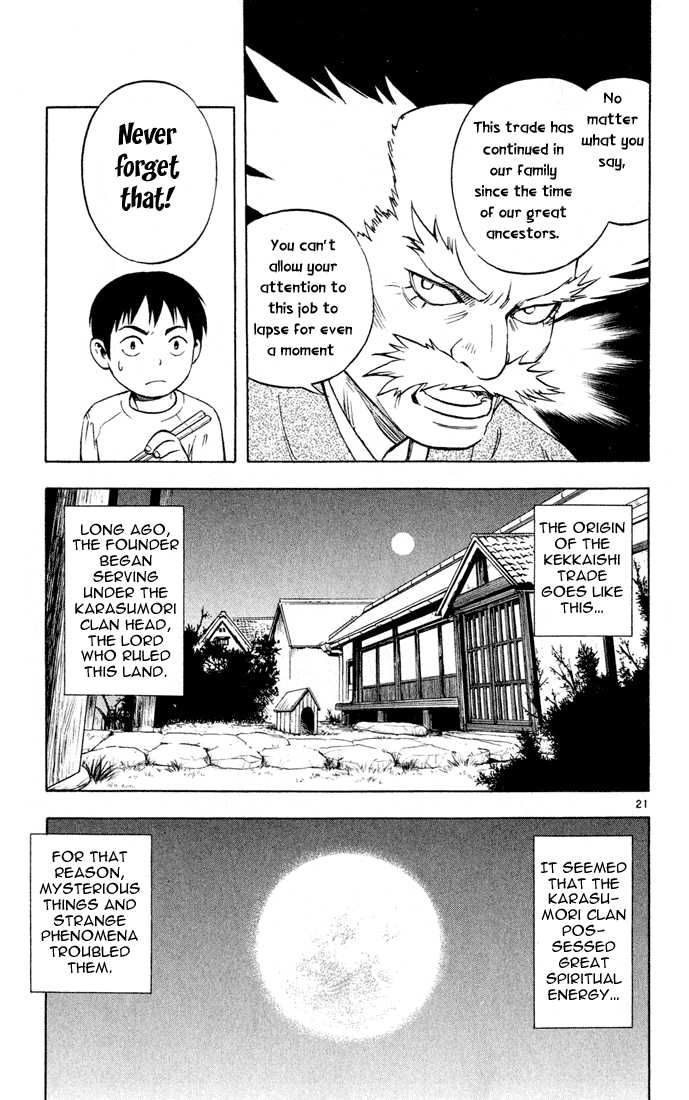 No
matter
what you
say,
This trade has
continued in
our family
since the time
of our great
ancestors.
You can't
allow your
attention to
this job to
lapse for even
a moment
Never
forget
that!
THE ORIGIN
OF THE
KEKKAISHI
TRADE
GOES LIKE
THIS...
LONG AGO,
THE FOUNDER
BEGAN
SERVING
UNDER THE
KARASUMORI
CLAN HEAD,
THE LORD
WHO RULED
THIS LAND.
21
IT SEEMED
THAT THE
KARASU-
MORI CLAN
POS-
SESSED
GREAT
SPIRITUAL
ENERGY...
FOR THAT
REASON,
MYSTERIOUS
THINGS AND
STRANGE
PHENOMENA
TROUBLED
THEM.